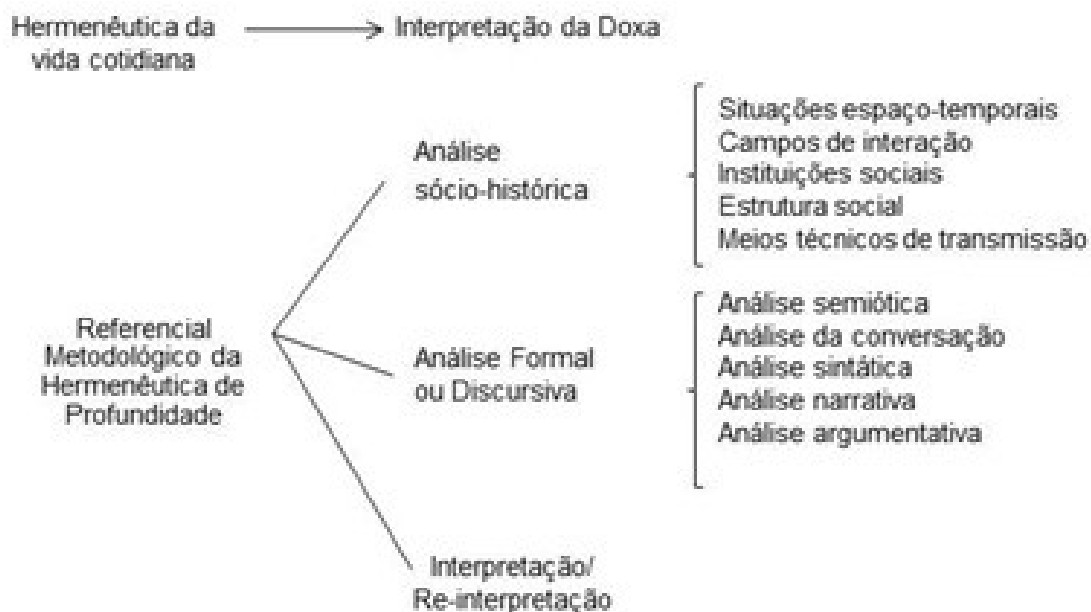 Hermenêutica da
vida cotidiana
Interpretação da Doxa
Análise
sócio-histórica
Situações espaço-temporais
Campos de interação
Instituições sociais
Estrutura social
Meios técnicos de transmissão
Referencial
Metodológico da
Hermenêutica de
Profundidade
Análise Formal
ou Discursiva
Análise semiótica
Análise da conversação
Análise sintática
Análise narrativa
Análise argumentativa
Interpretação/
Re-interpretação